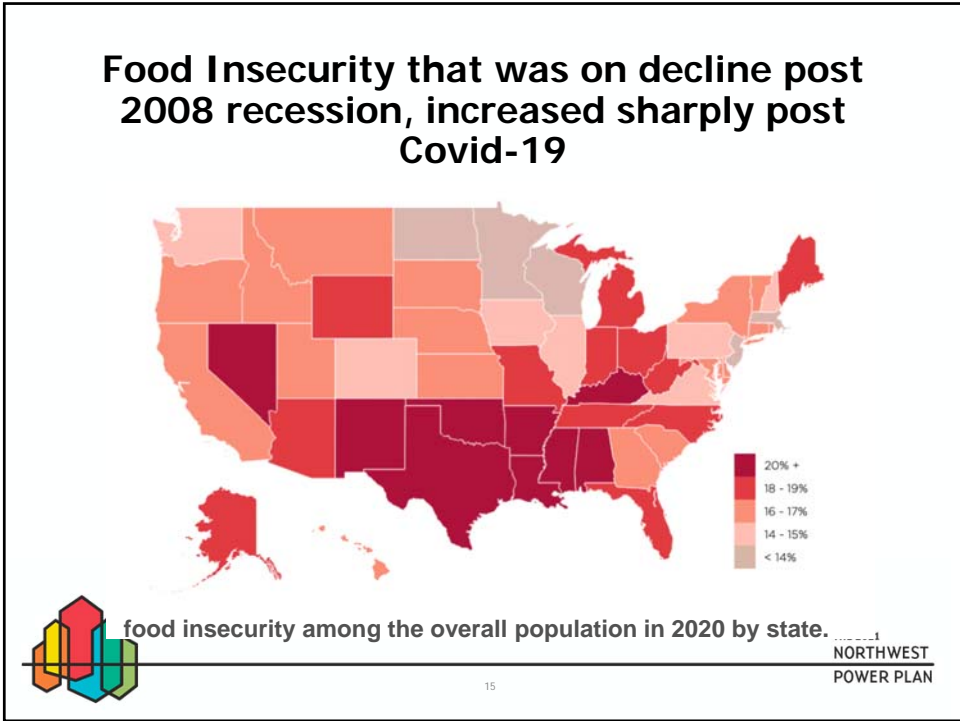 Food Insecurity that was on decline post
2008 recession, increased sharply post
Covid-19
20% +
18 - 19%
16 - 17%
14 - 15%
< 14%
food insecurity among the overall population in 2020 by state.
NORTHWEST
POWER PLAN
15